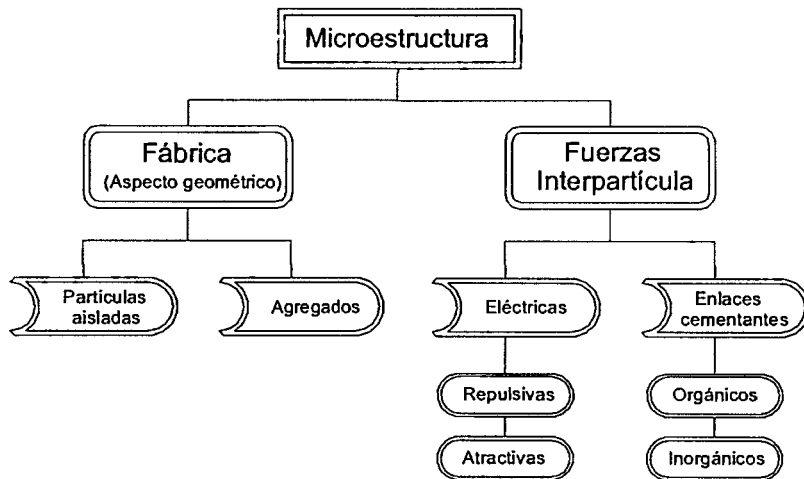 Microestructura
Fábrica
(Aspecto geométrico)
Fuerzas
Interpartícula
Partículas
aisladas
Agregados
Eléctricas
Enlaces
cementantes
Repulsivas
Orgánicos
Atractivas
Inorgánicos